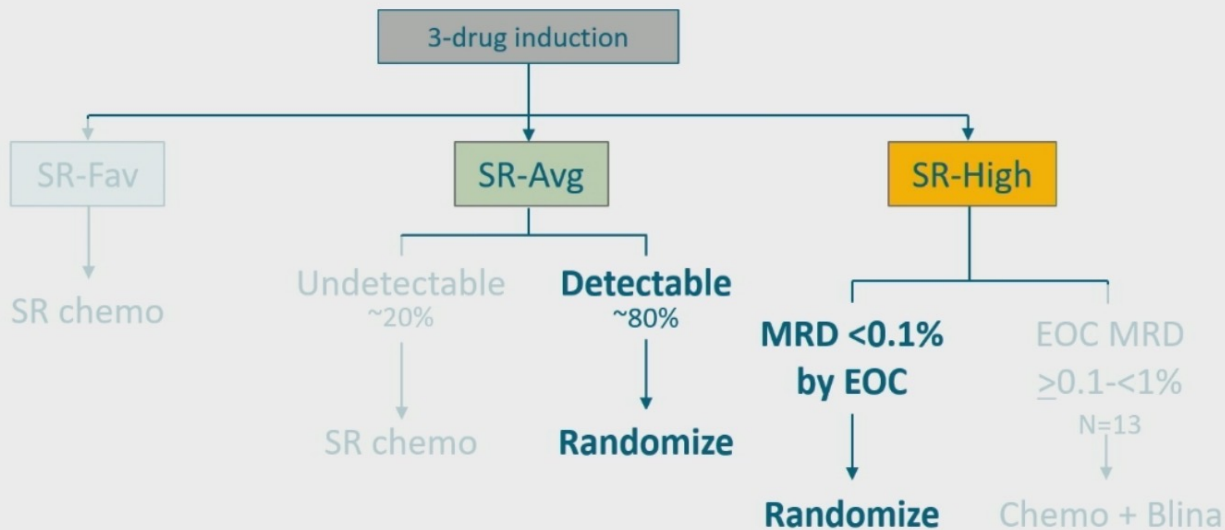 3-drug induction
SR-Fav
SR-Avg
SR-High
SR chemo
Undetectable
~20%
Detectable
~80%
SR chemo
Randomize
MRD <0.1%
by EOC
Randomize
EOC MRD
≥0.1-<1%
N=13
Chemo + Blina